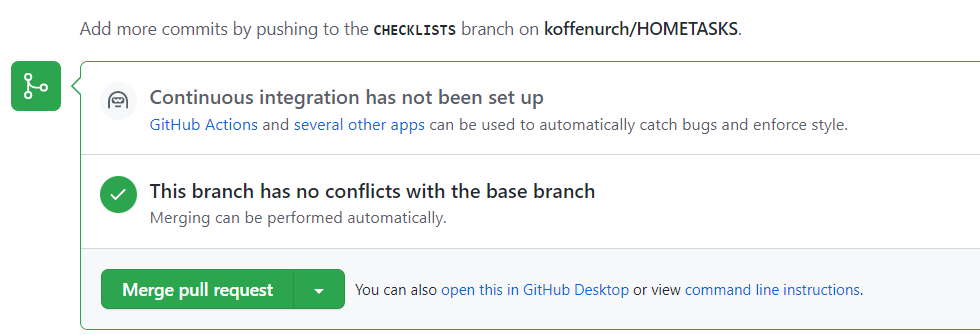 Add more commits by pushing to the CHECKLISTS branch on koffenurch/HOMETASKS.
Continuous integration has not been set up
GitHub Actions and several other apps can be used to automatically catch bugs and enforce style.
This branch has no conflicts with the base branch
Merging can be performed automatically.
Merge pull request You can also open this in GitHub Desktop or view command line instructions.